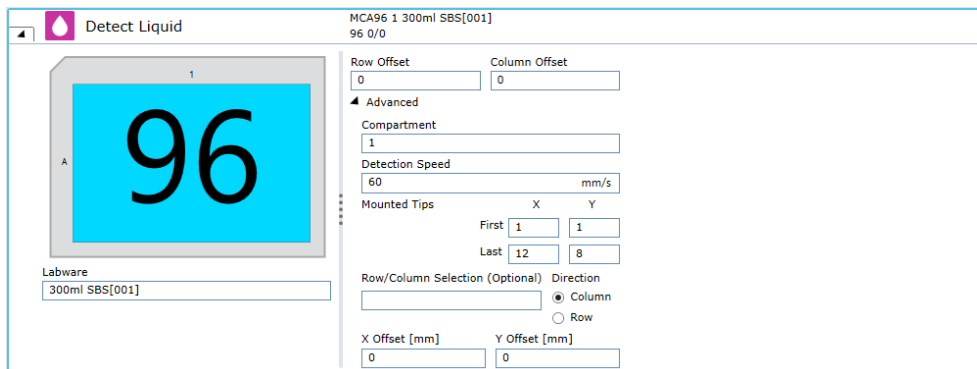 Detect Liquid
MCA96 1 300ml SBS[001]
96 0/0
1
A
96
Labware
300ml SBS[001]
Row Offset Column Offset
0 0
Advanced
Compartment
1
Detection Speed
60 mm/s
Mounted Tips X Y
First 1 1
Last 12 8
Row/Column Selection (Optional) Direction
Column
Row
X Offset [mm] Y Offset [mm]
0 0